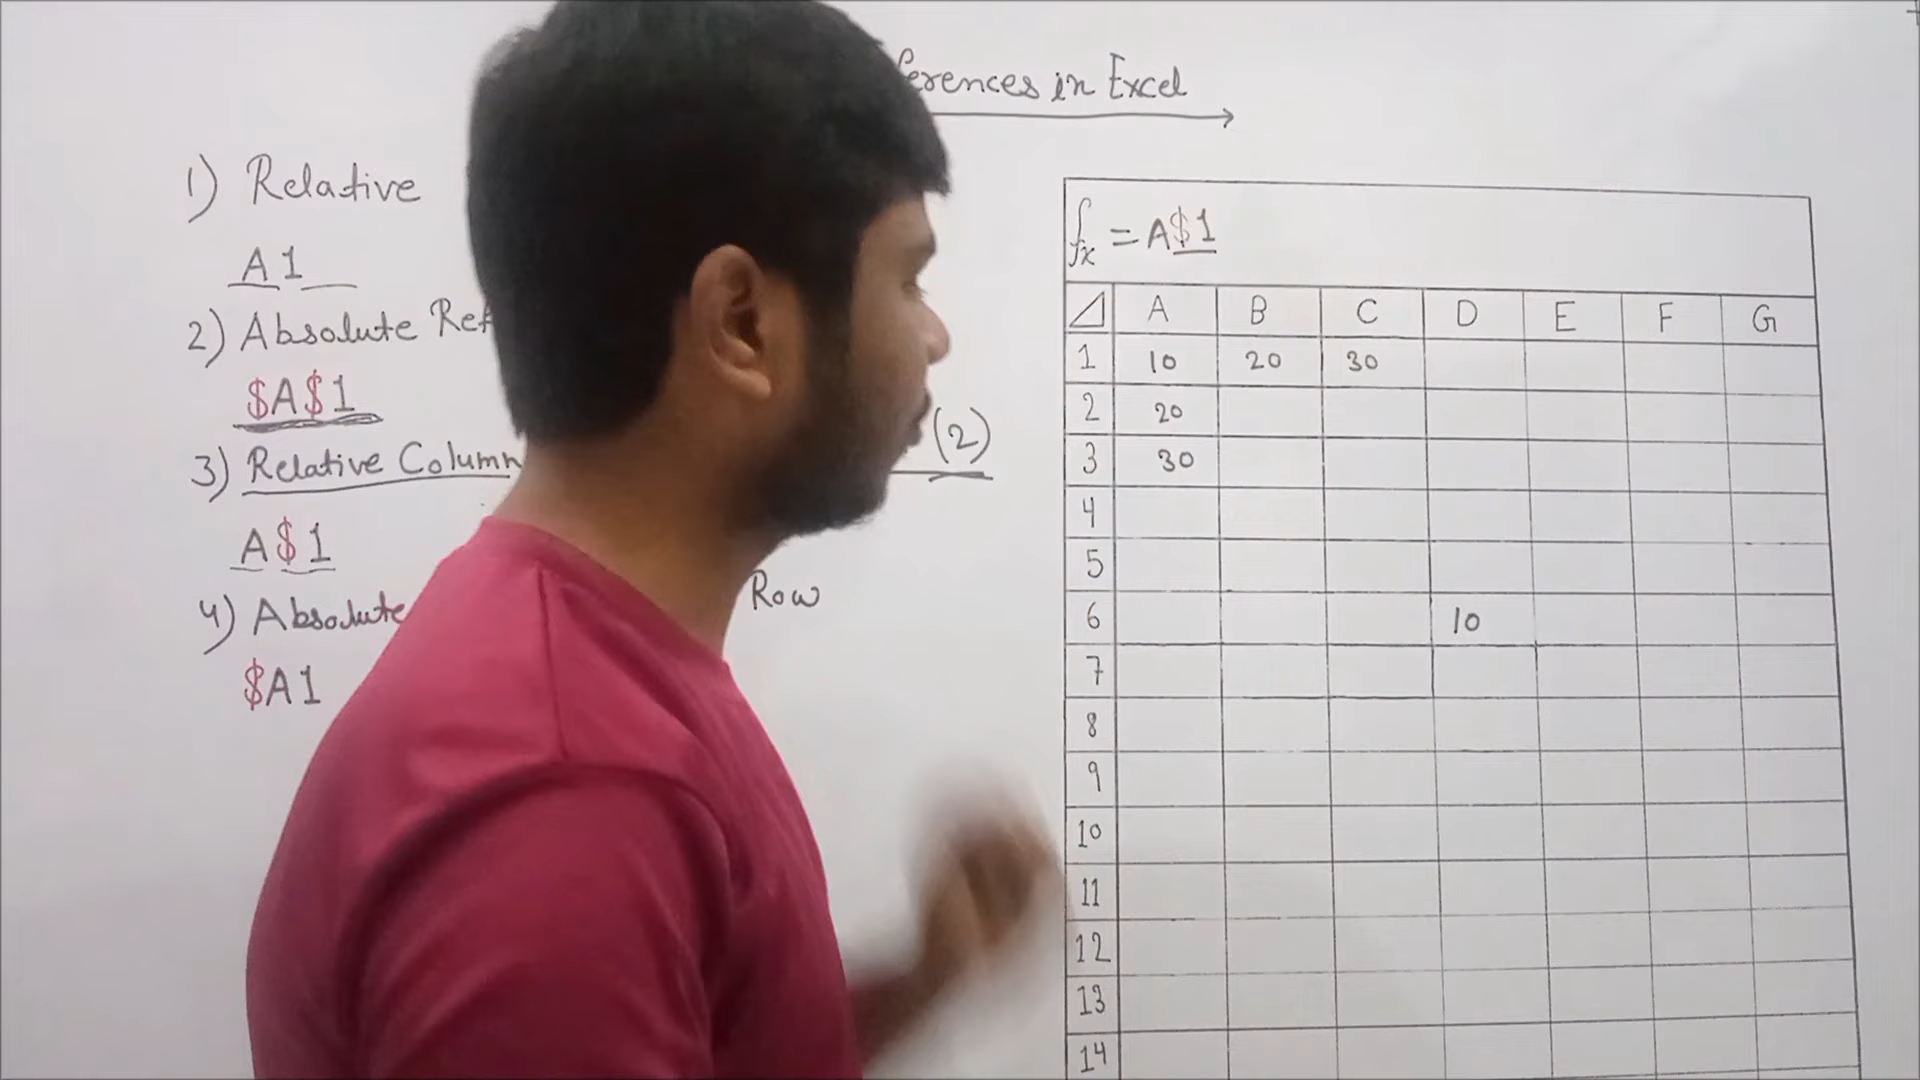 ferences in Excel
1) Relative
A1
2) Absolute Ref
$A$1
3) Relative Column (2)
A$1
4) Absolute Row
$A1
fx =A$1
A B C D E F G
1 10 20 30
2 20
3 30
4
5
6 10
7
8
9
10
11
12
13
14